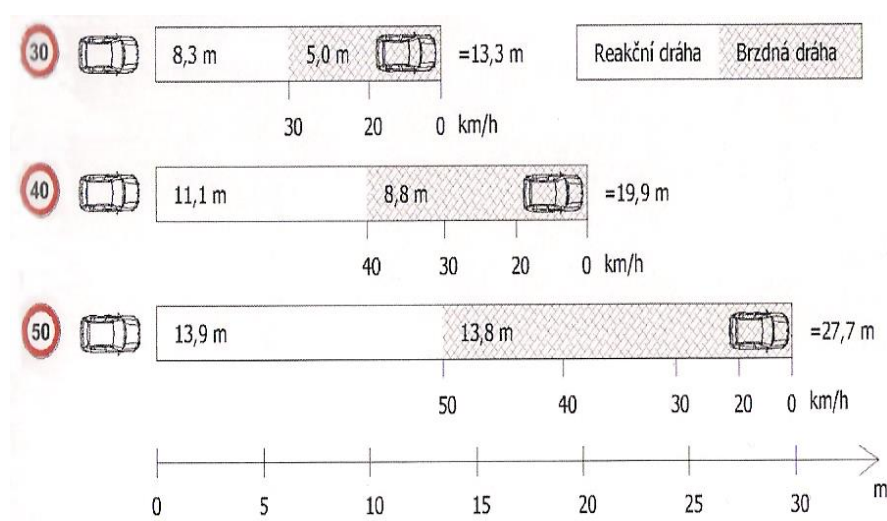 30 8,3 m 5,0 m =13,3 m Reakční dráha Brzdná dráha
30 20 0 km/h
40 11,1 m 8,8 m =19,9 m
40 30 20 0 km/h
50 13,9 m 13,8 m =27,7 m
50 40 30 20 0 km/h
0 5 10 15 20 25 30 m